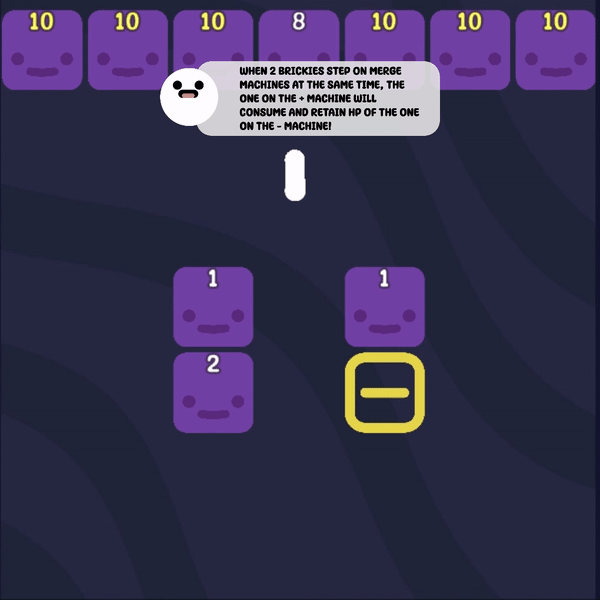 10 10 10 8 10 10 10
WHEN 2 BRICKIES STEP ON MERGE
MACHINES AT THE SAME TIME, THE
ONE ON THE + MACHINE WILL
CONSUME AND RETAIN HP OF THE ONE
ON THE - MACHINE!
1 1
2